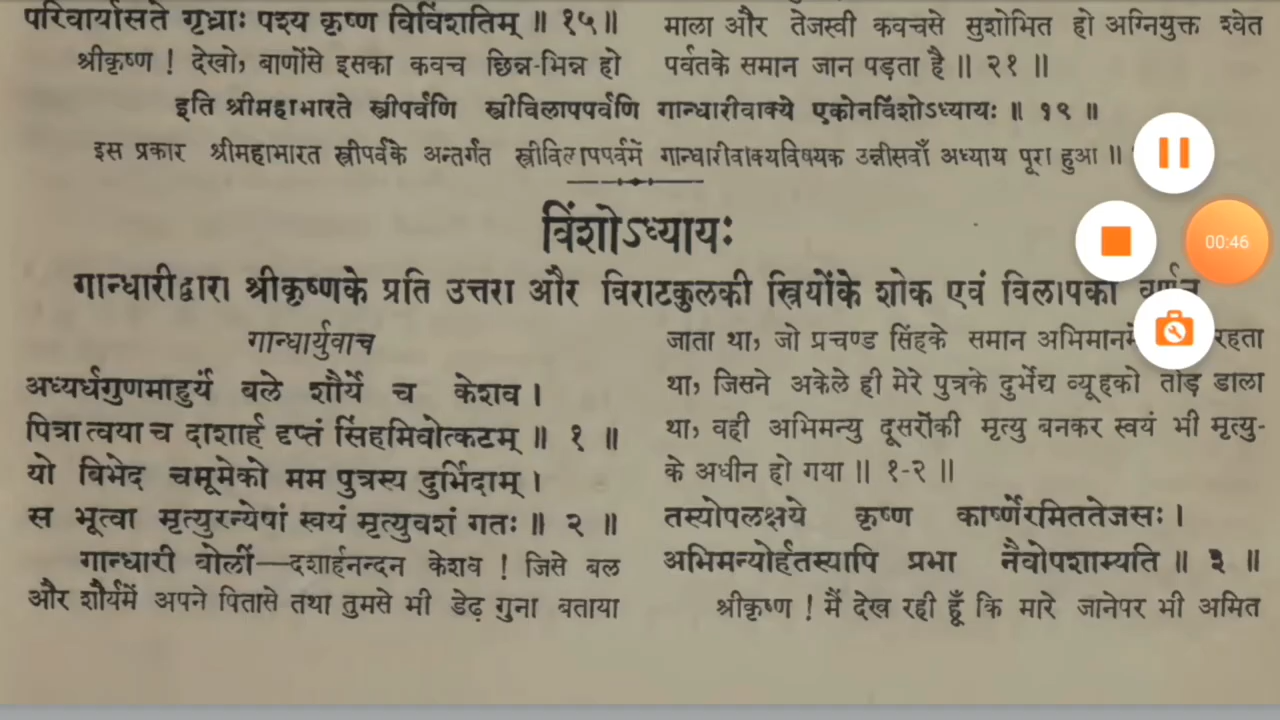 परिवार्यासते गृध्राः पश्य कृष्ण विविंशतिम् ॥ १५॥
श्रीकृष्ण ! देखो, बाणोंसे इसका कवच छिन्न-भिन्न हो
माला और तेजस्वी कवचसे सुशोभित हो अग्नियुक्त श्वेत
पर्वतके समान जान पड़ता है ॥ २१ ॥
इति श्रीमहाभारते स्त्रीपर्वणि स्त्रीविलापपर्वणि गान्धारीवाक्ये एकोनविंशोऽध्यायः ॥ १९ ॥
इस प्रकार श्रीमहाभारत स्त्रीपर्वके अन्तर्गत स्त्रीविलापपर्वमें गान्धारीवाक्यविषयक उन्नीसवाँ अध्याय पूरा हुआ ॥
विंशोऽध्यायः
गान्धारीद्वारा श्रीकृष्णके प्रति उत्तरा और विराटकुलकी स्त्रियोंके शोक एवं विलापका वर्णन
गान्धार्युवाच
अध्यर्धगुणमाहुर्यं बले शौर्ये च केशव ।
पित्रा त्वया च दाशार्ह दृप्तं सिंहमिवोत्कटम् ॥ १ ॥
यो बिभेद चमूमेको मम पुत्रस्य दुर्भिदाम् ।
स भूत्वा मृत्युरन्येषां स्वयं मृत्युवशं गतः ॥ २ ॥
गान्धारी बोलीं—दशार्हनन्दन केशव ! जिसे बल
और शौर्यमें अपने पितासे तथा तुमसे भी डेढ़ गुना बताया
जाता था, जो प्रचण्ड सिंहके समान अभिमानमें रहता
था, जिसने अकेले ही मेरे पुत्रके दुर्भेद्य व्यूहको तोड़ डाला
था, वही अभिमन्यु दूसरोंकी मृत्यु बनकर स्वयं भी मृत्यु-
के अधीन हो गया ॥ १-२ ॥
तस्योपलक्षये कृष्ण कार्ष्णेरमिततेजसः ।
अभिमन्योर्हतस्यापि प्रभा नैवोपशाम्यति ॥ ३ ॥
श्रीकृष्ण ! मैं देख रही हूँ कि मारे जानेपर भी अमित
00:46